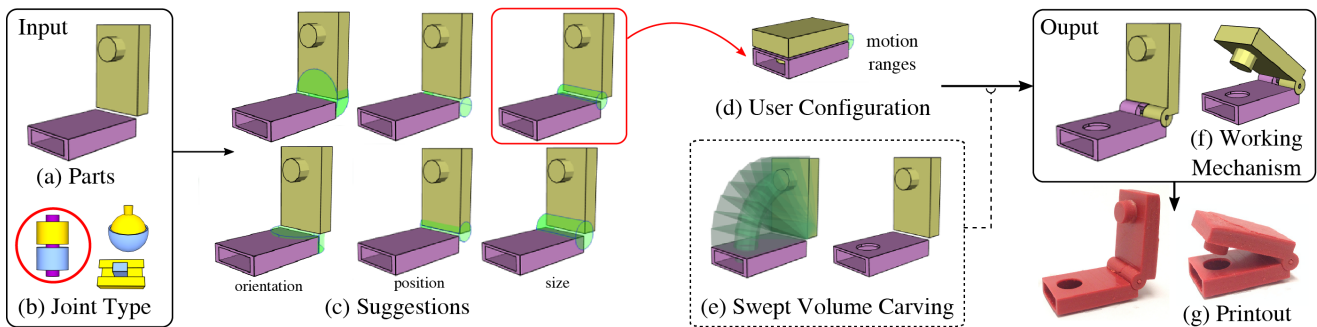 Input
(a) Parts
(b) Joint Type
orientation
position
size
(c) Suggestions
motion
ranges
(d) User Configuration
(e) Swept Volume Carving
Ouput
(f) Working
Mechanism
(g) Printout